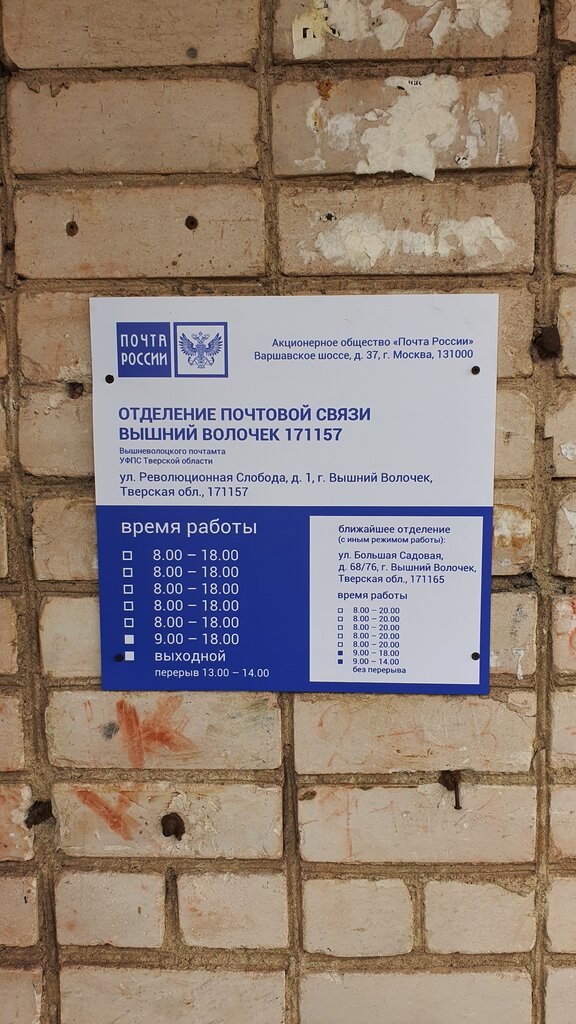 ПОЧТА
РОССИИ
Акционерное общество «Почта России»
Варшавское шоссе, д. 37, г. Москва, 131000
ОТДЕЛЕНИЕ ПОЧТОВОЙ СВЯЗИ
ВЫШНИЙ ВОЛОЧЕК 171157
Вышневолоцкого почтамта
УФПС Тверской области
ул. Революционная Слобода, д. 1, г. Вышний Волочек,
Тверская обл., 171157
время работы
8.00 – 18.00
8.00 – 18.00
8.00 – 18.00
8.00 – 18.00
8.00 – 18.00
9.00 – 18.00
выходной
перерыв 13.00 – 14.00
ближайшее отделение
(с иным режимом работы):
ул. Большая Садовая,
д. 68/76, г. Вышний Волочек,
Тверская обл., 171165
время работы
8.00 – 20.00
8.00 – 20.00
8.00 – 20.00
8.00 – 20.00
8.00 – 20.00
9.00 – 18.00
9.00 – 14.00
без перерыва